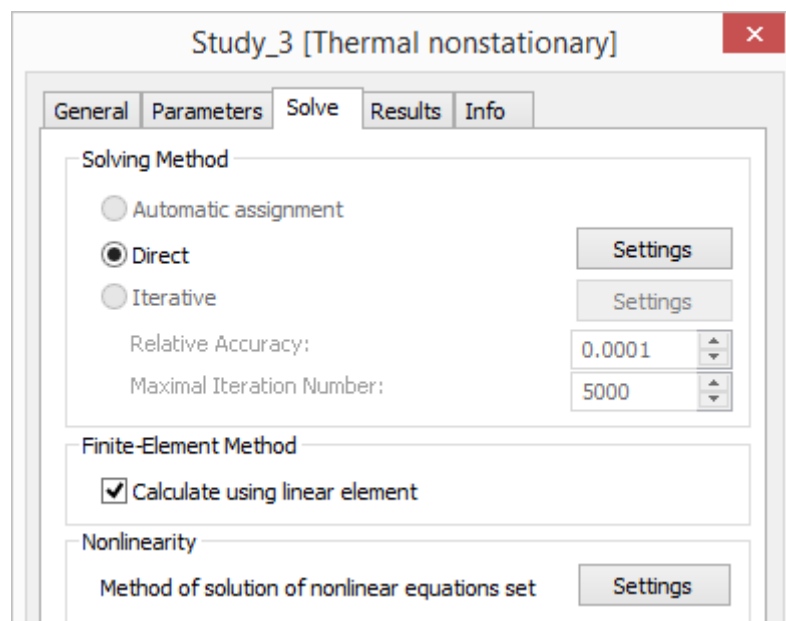 Study_3 [Thermal nonstationary]
General Parameters Solve Results Info
Solving Method
Automatic assignment
Direct Settings
Iterative Settings
Relative Accuracy: 0.0001
Maximal Iteration Number: 5000
Finite-Element Method
Calculate using linear element
Nonlinearity
Method of solution of nonlinear equations set Settings